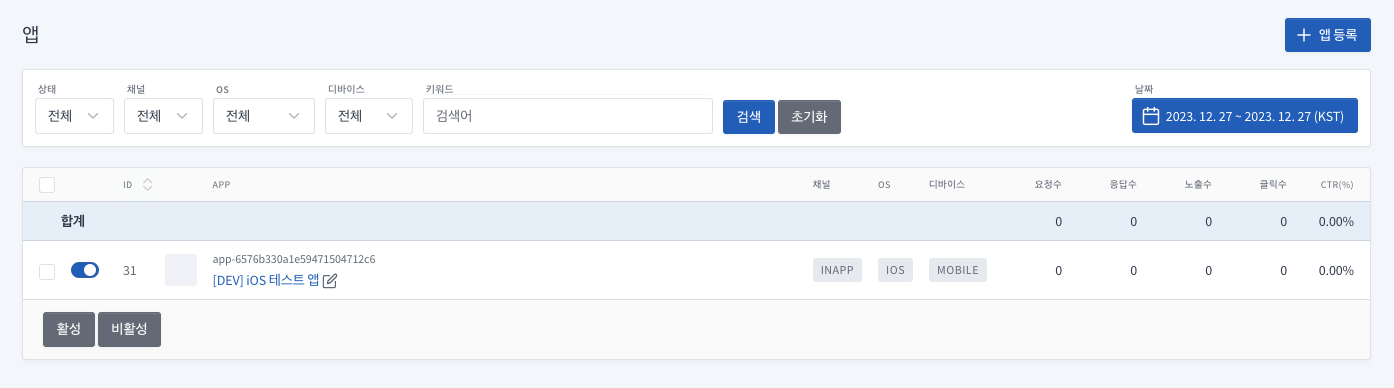 앱
앱 등록
상태 채널 OS 디바이스 키워드 날짜
전체 전체 전체 전체 검색어 검색 초기화 2023. 12. 27 ~ 2023. 12. 27 (KST)
ID APP 채널 OS 디바이스 요청수 응답수 노출수 클릭수 CTR(%)
합계 0 0 0 0 0.00%
31 app-6576b330a1e59471504712c6 INAPP IOS MOBILE 0 0 0 0 0.00%
[DEV] iOS 테스트 앱
활성 비활성